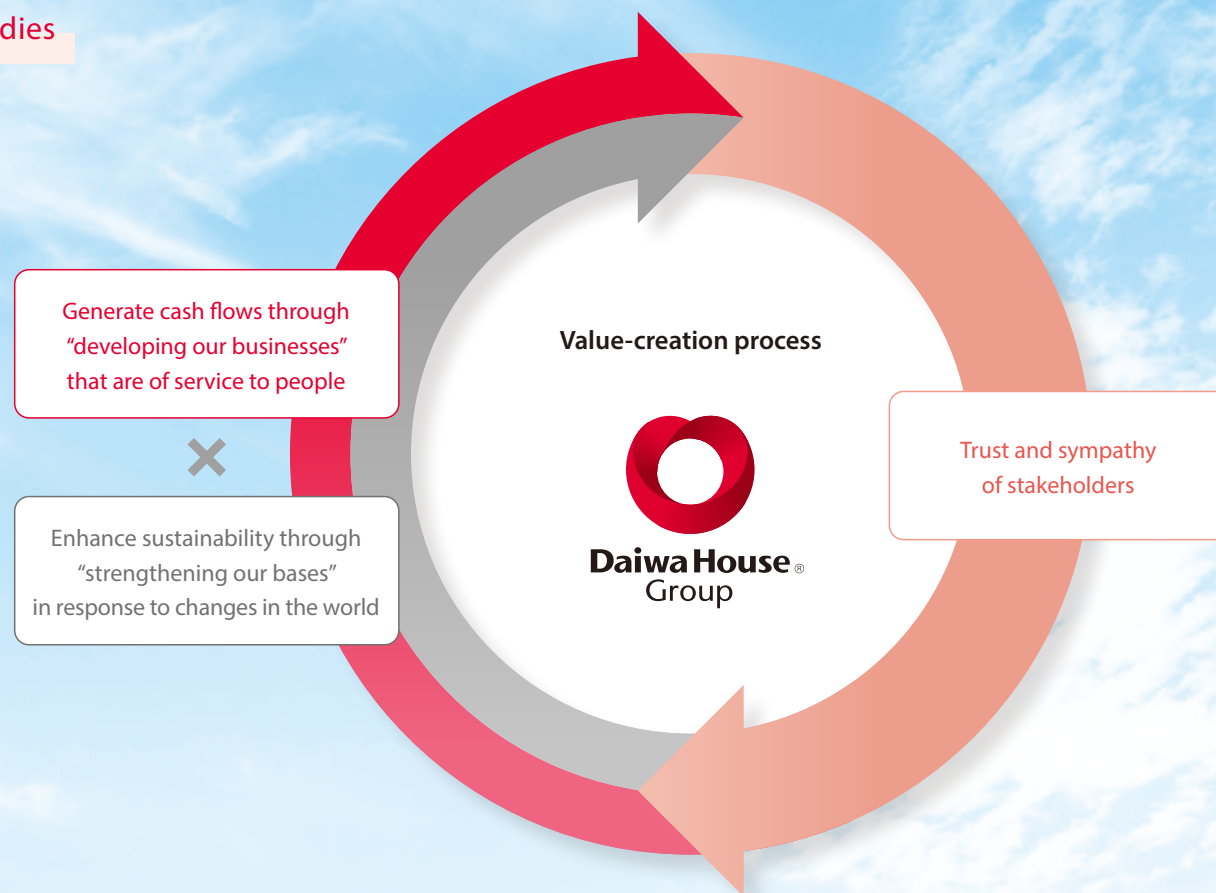 dies
Generate cash flows through
“developing our businesses”
that are of service to people
×
Enhance sustainability through
“strengthening our bases”
in response to changes in the world
Value-creation process
Daiwa House®
Group
Trust and sympathy
of stakeholders